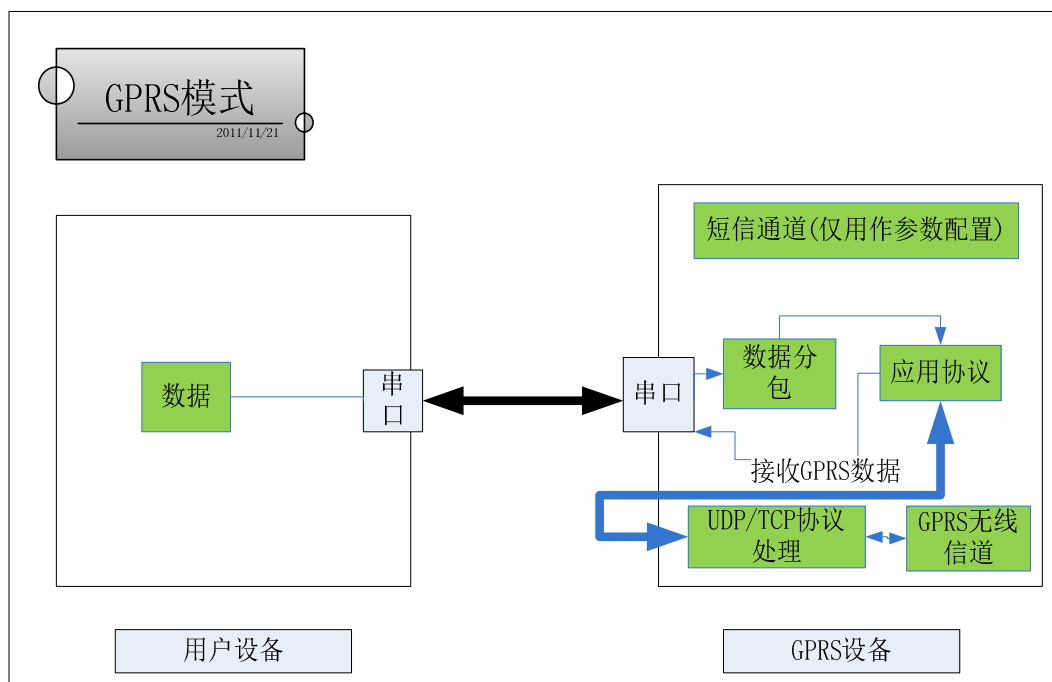 GPRS模式
2011/11/21
短信通道(仅用作参数配置)
数据分
包
应用协议
数据
串
口
串口
接收GPRS数据
UDP/TCP协议
处理
GPRS无线
信道
用户设备
GPRS设备